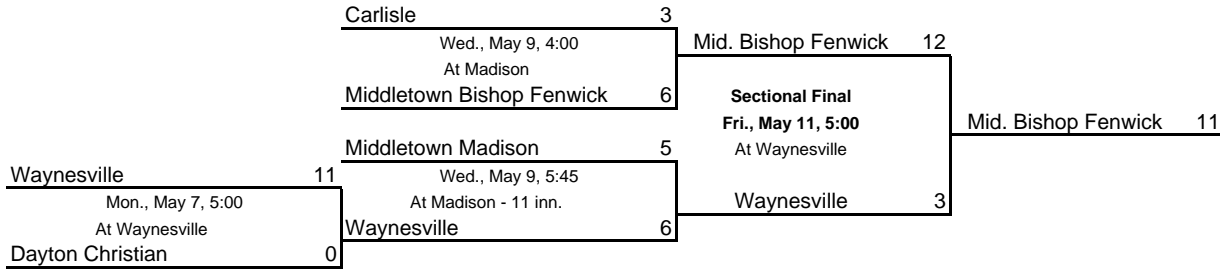 Carlisle 3
Wed., May 9, 4:00
At Madison
Middletown Bishop Fenwick 6
Mid. Bishop Fenwick 12
Sectional Final
Fri., May 11, 5:00
At Waynesville
Waynesville 3
Mid. Bishop Fenwick 11
Middletown Madison 5
Wed., May 9, 5:45
At Madison - 11 inn.
Waynesville 6
Waynesville 11
Mon., May 7, 5:00
At Waynesville
Dayton Christian 0